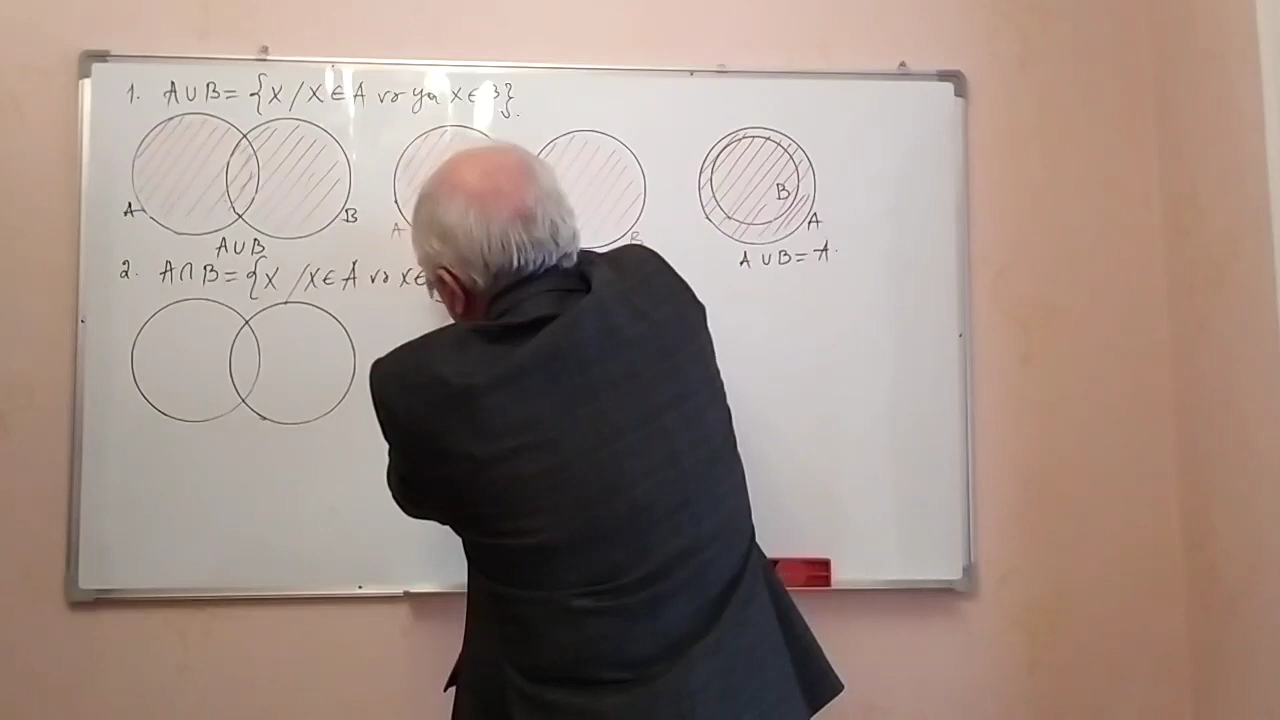 1. A∪B={x/x∈A və ya x∈B}.
A B A B B A
A∪B A∪B=A.
2. A∩B={x/x∈A və x∈